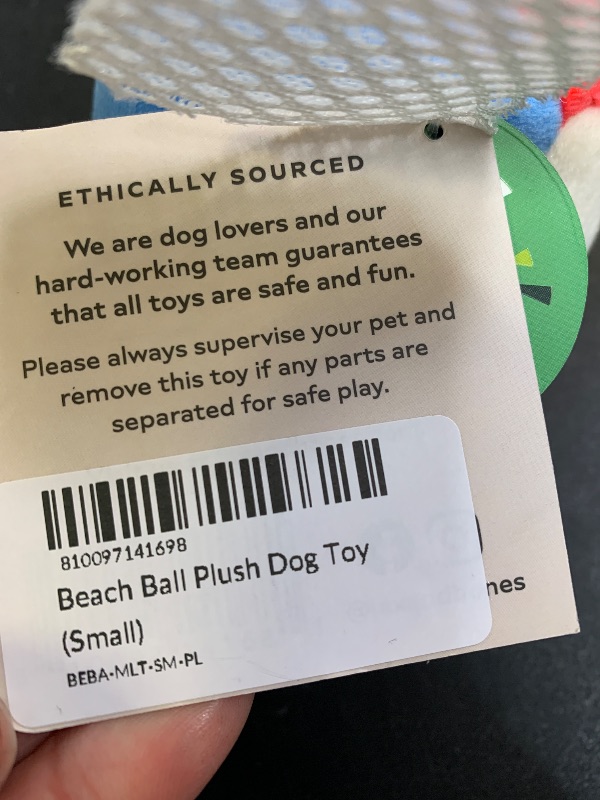 ETHICALLY SOURCED
We are dog lovers and our
hard-working team guarantees
that all toys are safe and fun.
Please always supervise your pet and
remove this toy if any parts are
separated for safe play.
810097141698
Beach Ball Plush Dog Toy
(Small)
BEBA-MLT-SM-PL
nes